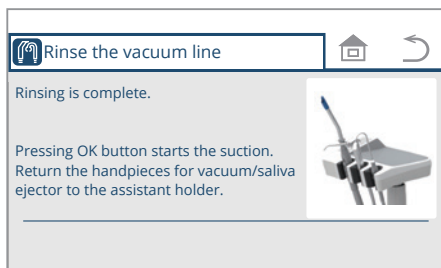 Rinse the vacuum line
Rinsing is complete.
Pressing OK button starts the suction.
Return the handpieces for vacuum/saliva
ejector to the assistant holder.